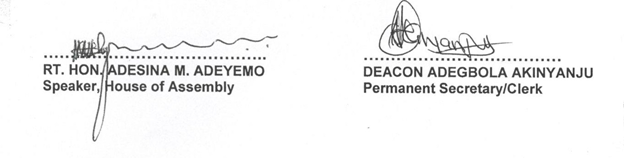 RT. HON. ADESINA M. ADEYEMO
Speaker, House of Assembly
DEACON ADEGBOLA AKINYANJU
Permanent Secretary/Clerk